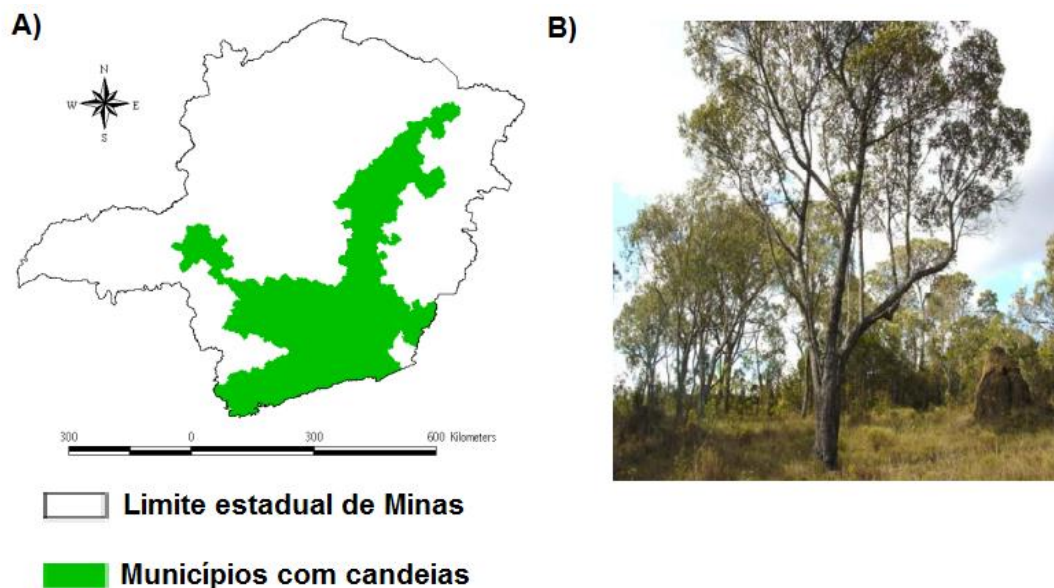 A)
B)
N
W E
S
300 0 300 600 Kilometers
Limite estadual de Minas
Municípios com candeias